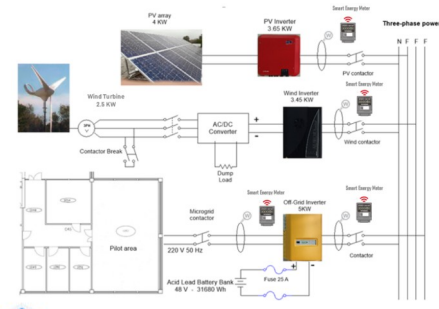 PV array
4 KW
PV Inverter
3.65 KW
Smart Energy Meter
Three-phase power
N F F F
PV contactor
Wind Turbine
2.5 KW
AC/DC
Converter
+
-
Wind Inverter
3.45 KW
Smart Energy Meter
Wind contactor
Contactor Break
Dump
Load
Pilot area
Microgrid
contactor
220 V 50 Hz
Smart Energy Meter
Off Grid Inverter
5KW
Smart Energy Meter
Contactor
+ -
Fuse 25 A
Acid Lead Battery Bank
48 V - 31680 Wh